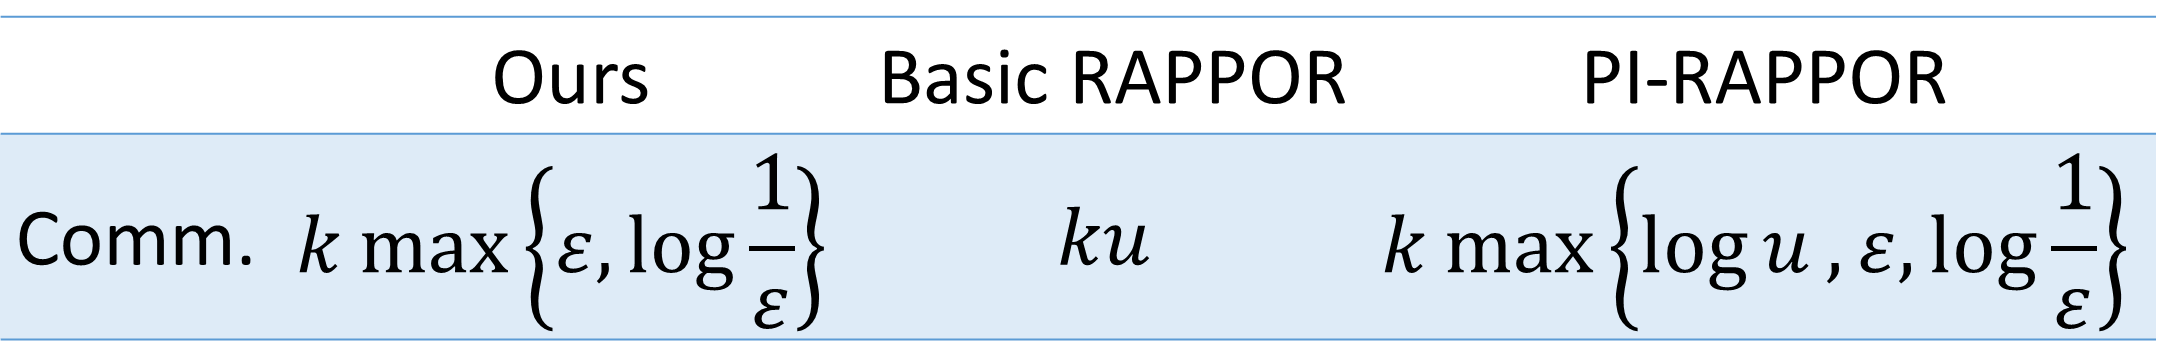 Ours Basic RAPPOR PI-RAPPOR
Comm. k max{ε, log 1/ε} ku k max{log u , ε, log 1/ε}